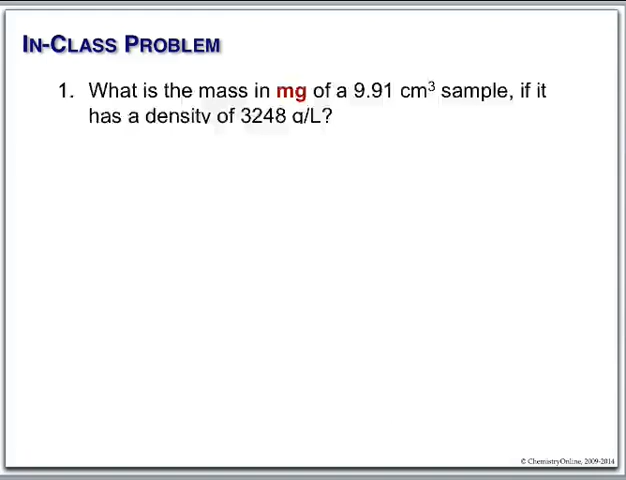 IN-CLASS PROBLEM
1. What is the mass in mg of a 9.91 cm³ sample, if it
has a density of 3248 g/L?
© ChemistryOnline, 2009-2014